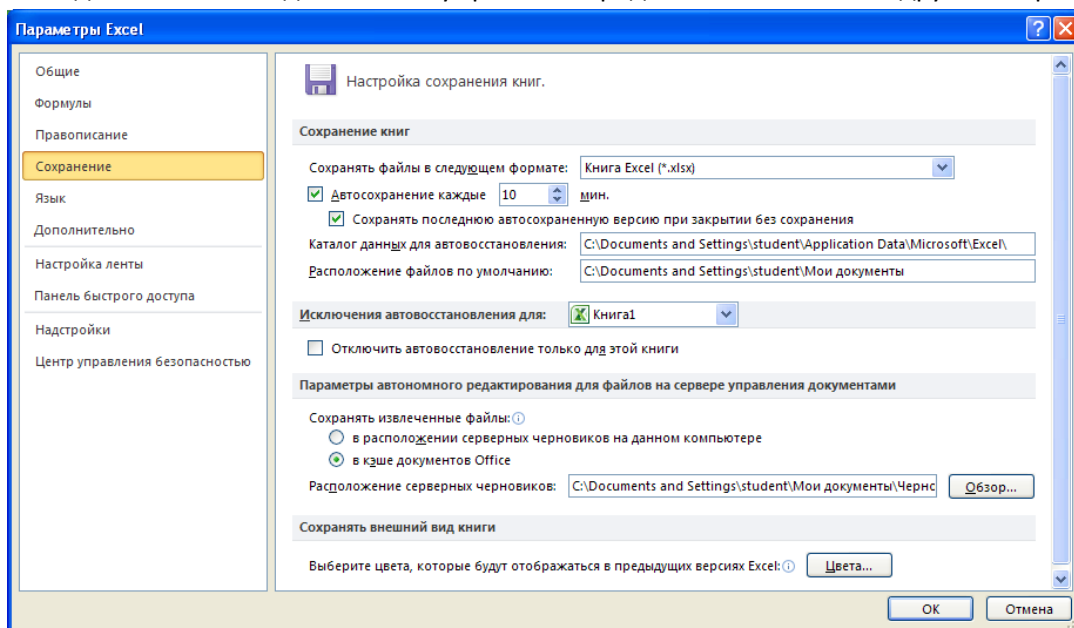 Параметры Excel
Общие
Формулы
Правописание
Сохранение
Язык
Дополнительно
Настройка ленты
Панель быстрого доступа
Надстройки
Центр управления безопасностью
Настройка сохранения книг.
Сохранение книг
Сохранять файлы в следующем формате: Книга Excel (*.xlsx)
Автосохранение каждые 10 мин.
Сохранять последнюю автосохраненную версию при закрытии без сохранения
Каталог данных для автовосстановления: C:\Documents and Settings\student\Application Data\Microsoft\Excel\
Расположение файлов по умолчанию: C:\Documents and Settings\student\Мои документы
Исключения автовосстановления для: Книга1
Отключить автовосстановление только для этой книги
Параметры автономного редактирования для файлов на сервере управления документами
Сохранять извлеченные файлы:
в расположении серверных черновиков на данном компьютере
в кэше документов Office
Расположение серверных черновиков: C:\Documents and Settings\student\Мои документы\Чернс Обзор...
Сохранять внешний вид книги
Выберите цвета, которые будут отображаться в предыдущих версиях Excel: Цвета...
ОК Отмена